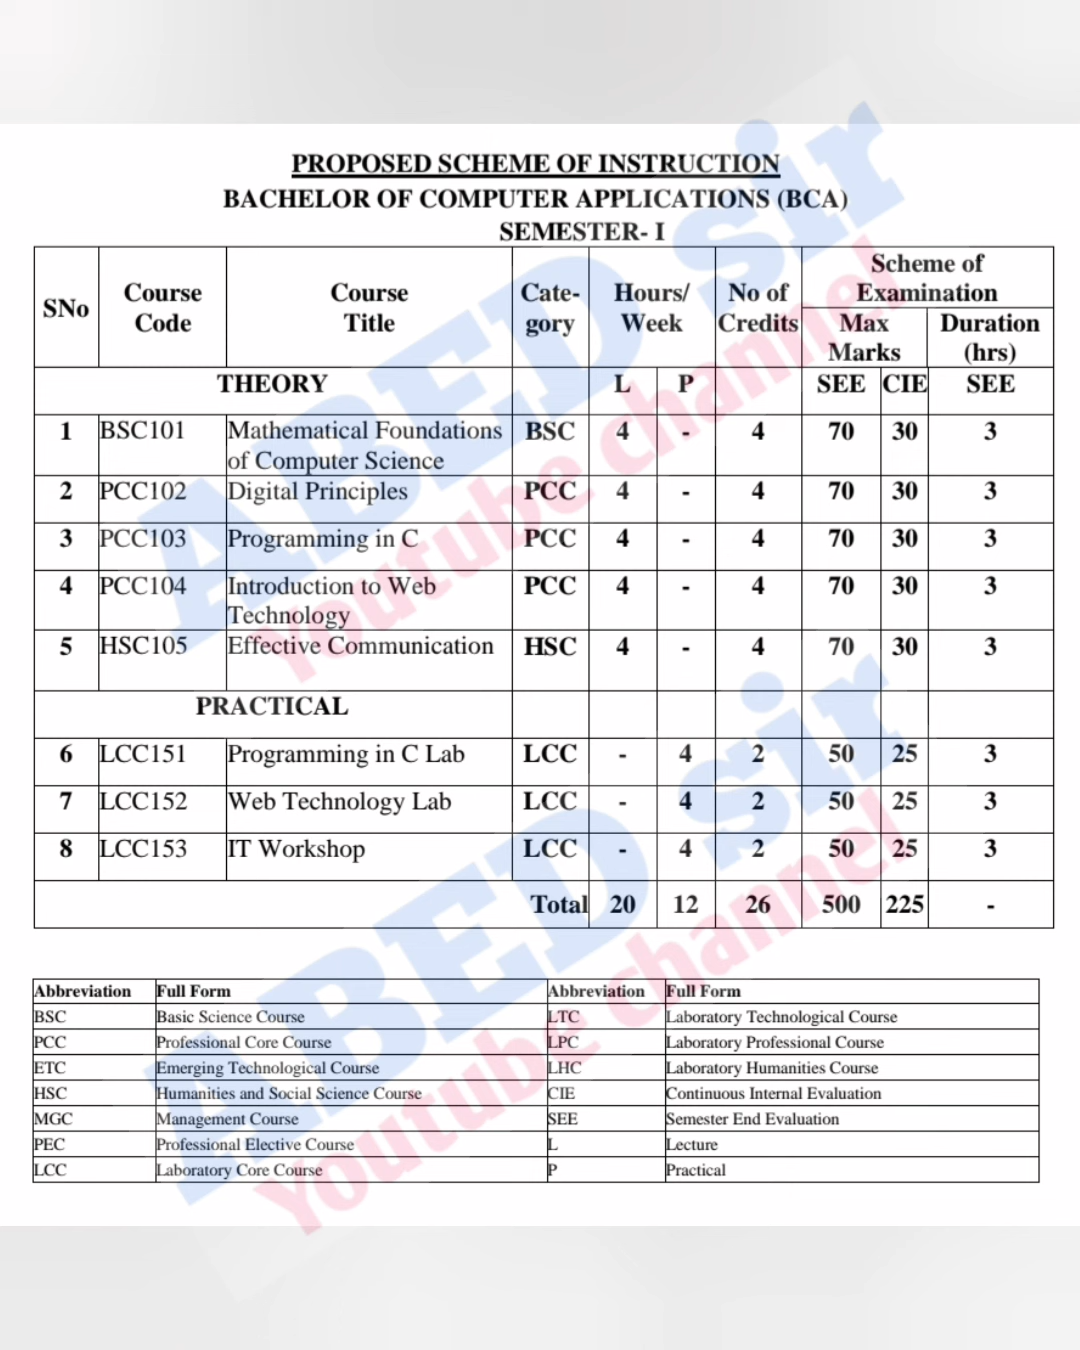 PROPOSED SCHEME OF INSTRUCTION
BACHELOR OF COMPUTER APPLICATIONS (BCA)
SEMESTER- I
SNo Course Code Course Title Cate-gory Hours/ Week No of Credits Scheme of Examination
Max Marks Duration (hrs)
THEORY L P SEE CIE SEE
1 BSC101 Mathematical Foundations of Computer Science BSC 4 - 4 70 30 3
2 PCC102 Digital Principles PCC 4 - 4 70 30 3
3 PCC103 Programming in C PCC 4 - 4 70 30 3
4 PCC104 Introduction to Web Technology PCC 4 - 4 70 30 3
5 HSC105 Effective Communication HSC 4 - 4 70 30 3
PRACTICAL
6 LCC151 Programming in C Lab LCC - 4 2 50 25 3
7 LCC152 Web Technology Lab LCC - 4 2 50 25 3
8 LCC153 IT Workshop LCC - 4 2 50 25 3
Total 20 12 26 500 225 -
Abbreviation Full Form Abbreviation Full Form
BSC Basic Science Course LTC Laboratory Technological Course
PCC Professional Core Course LPC Laboratory Professional Course
ETC Emerging Technological Course LHC Laboratory Humanities Course
HSC Humanities and Social Science Course CIE Continuous Internal Evaluation
MGC Management Course SEE Semester End Evaluation
PEC Professional Elective Course L Lecture
LCC Laboratory Core Course P Practical
ABED sir
Youtube channel
ABED sir
Youtube channel